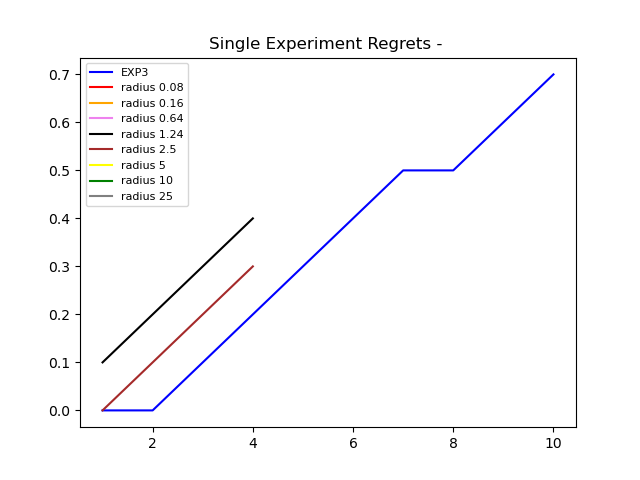 Single Experiment Regrets -
EXP3
radius 0.08
radius 0.16
radius 0.64
radius 1.24
radius 2.5
radius 5
radius 10
radius 25
0.7
0.6
0.5
0.4
0.3
0.2
0.1
0.0
2 4 6 8 10